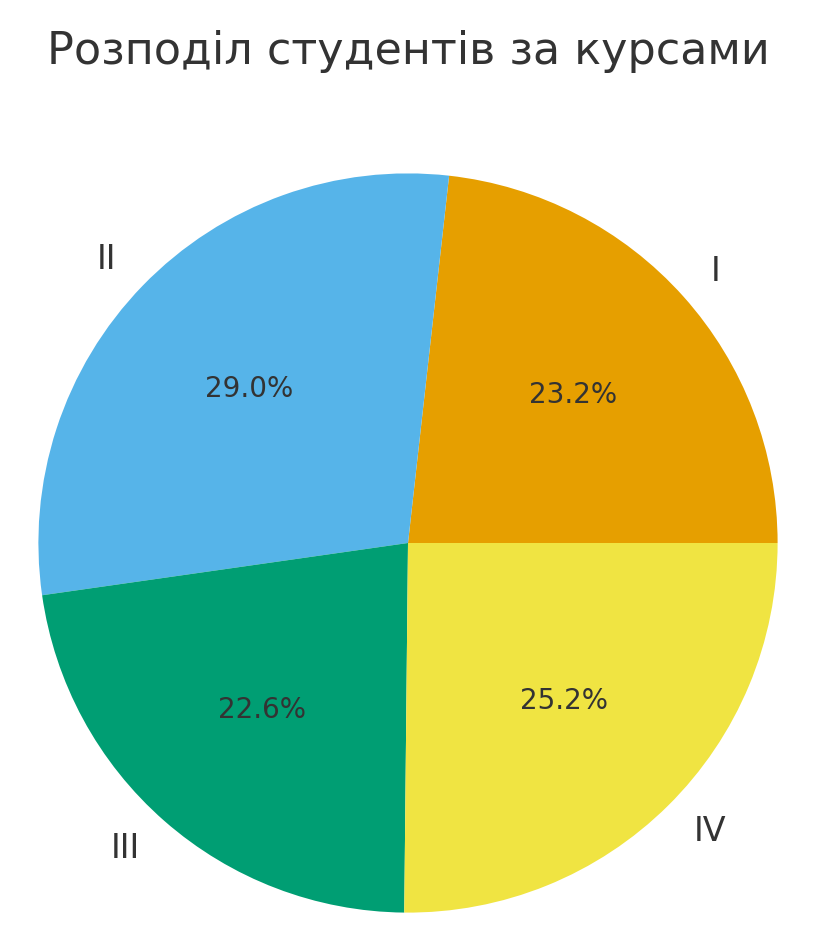 Розподіл студентів за курсами
II
I
29.0%
23.2%
22.6%
25.2%
III
IV